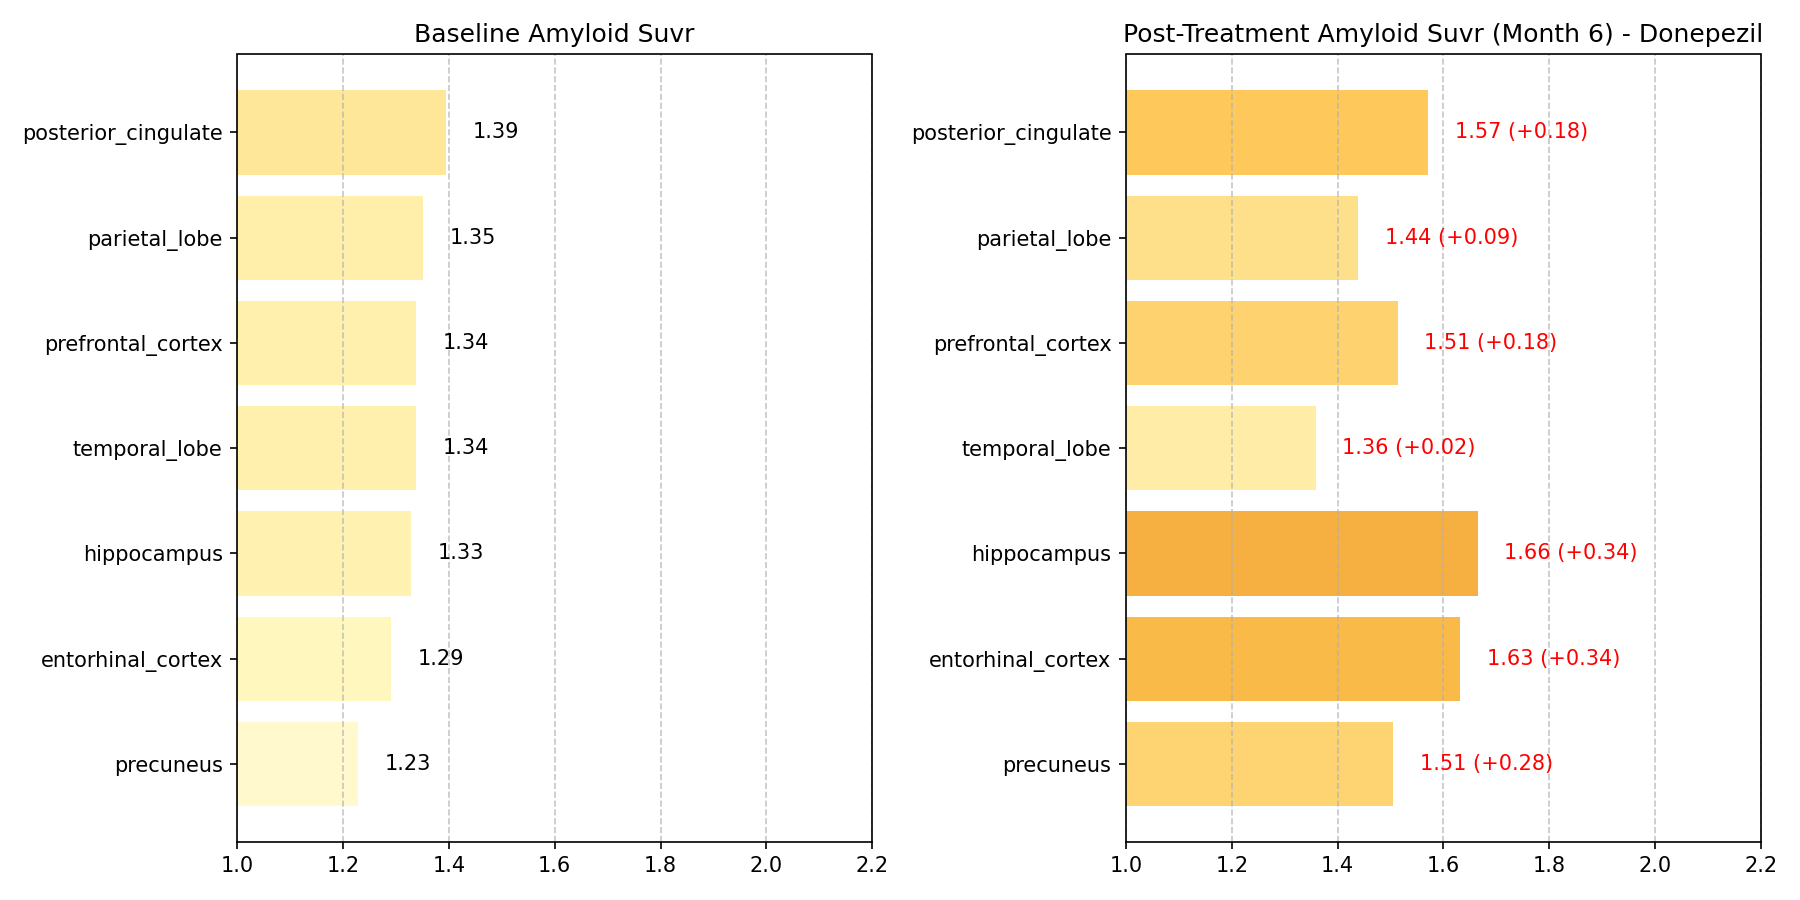 Baseline Amyloid Suvr
posterior_cingulate
1.39
parietal_lobe
1.35
prefrontal_cortex
1.34
temporal_lobe
1.34
hippocampus
1.33
entorhinal_cortex
1.29
precuneus
1.23
1.0 1.2 1.4 1.6 1.8 2.0 2.2
Post-Treatment Amyloid Suvr (Month 6) - Donepezil
posterior_cingulate
1.57 (+0.18)
parietal_lobe
1.44 (+0.09)
prefrontal_cortex
1.51 (+0.18)
temporal_lobe
1.36 (+0.02)
hippocampus
1.66 (+0.34)
entorhinal_cortex
1.63 (+0.34)
precuneus
1.51 (+0.28)
1.0 1.2 1.4 1.6 1.8 2.0 2.2